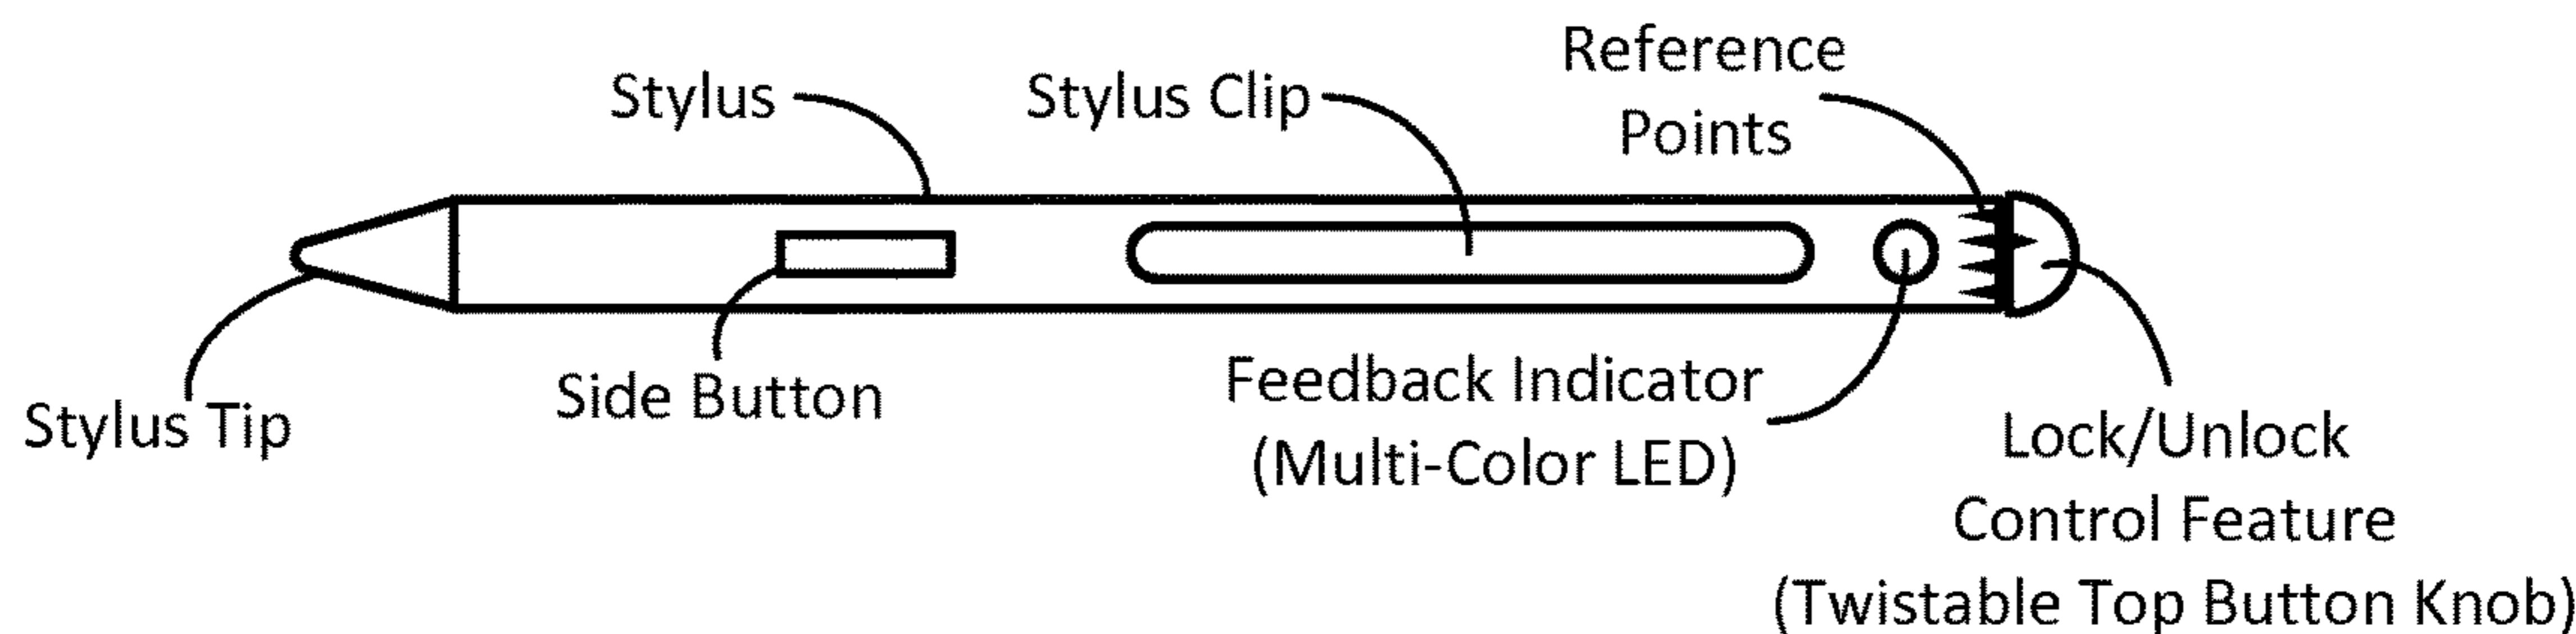 Stylus
Stylus Clip
Reference
Points
Stylus Tip
Side Button
Feedback Indicator
(Multi-Color LED)
Lock/Unlock
Control Feature
(Twistable Top Button Knob)